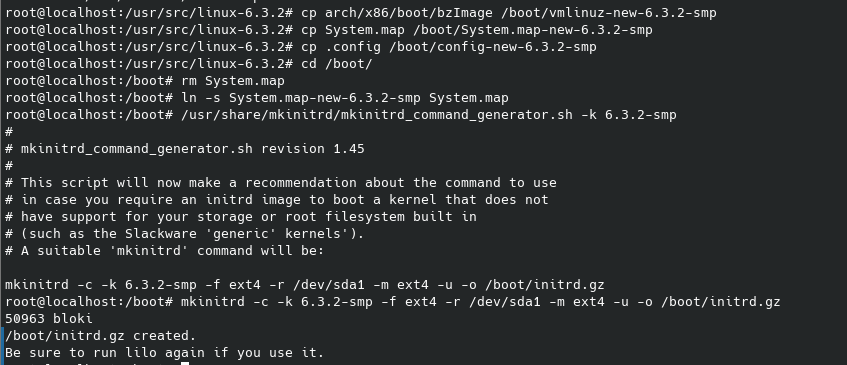 root@localhost:/usr/src/linux-6.3.2# cp arch/x86/boot/bzImage /boot/vmlinuz-new-6.3.2-smp
root@localhost:/usr/src/linux-6.3.2# cp System.map /boot/System.map-new-6.3.2-smp
root@localhost:/usr/src/linux-6.3.2# cp .config /boot/config-new-6.3.2-smp
root@localhost:/usr/src/linux-6.3.2# cd /boot/
root@localhost:/boot# rm System.map
root@localhost:/boot# ln -s System.map-new-6.3.2-smp System.map
root@localhost:/boot# /usr/share/mkinitrd/mkinitrd_command_generator.sh -k 6.3.2-smp
#
# mkinitrd_command_generator.sh revision 1.45
#
# This script will now make a recommendation about the command to use
# in case you require an initrd image to boot a kernel that does not
# have support for your storage or root filesystem built in
# (such as the Slackware 'generic' kernels').
# A suitable 'mkinitrd' command will be:
mkinitrd -c -k 6.3.2-smp -f ext4 -r /dev/sda1 -m ext4 -u -o /boot/initrd.gz
root@localhost:/boot# mkinitrd -c -k 6.3.2-smp -f ext4 -r /dev/sda1 -m ext4 -u -o /boot/initrd.gz
50963 bloki
/boot/initrd.gz created.
Be sure to run lilo again if you use it.